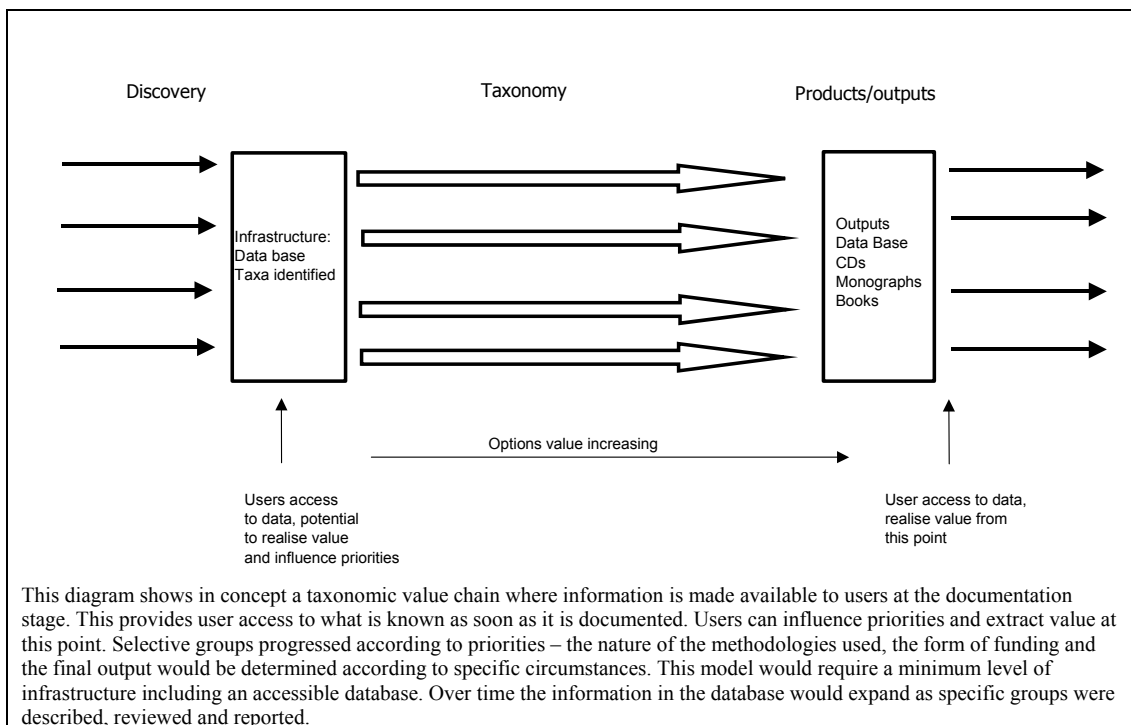 Discovery
Taxonomy
Products/outputs
Infrastructure:
Data base
Taxa identified
Outputs
Data Base
CDs
Monographs
Books
Options value increasing
Users access
to data, potential
to realise value
and influence priorities
User access to data,
realise value from
this point
This diagram shows in concept a taxonomic value chain where information is made available to users at the documentation
stage. This provides user access to what is known as soon as it is documented. Users can influence priorities and extract value at
this point. Selective groups progressed according to priorities – the nature of the methodologies used, the form of funding and
the final output would be determined according to specific circumstances. This model would require a minimum level of
infrastructure including an accessible database. Over time the information in the database would expand as specific groups were
described, reviewed and reported.